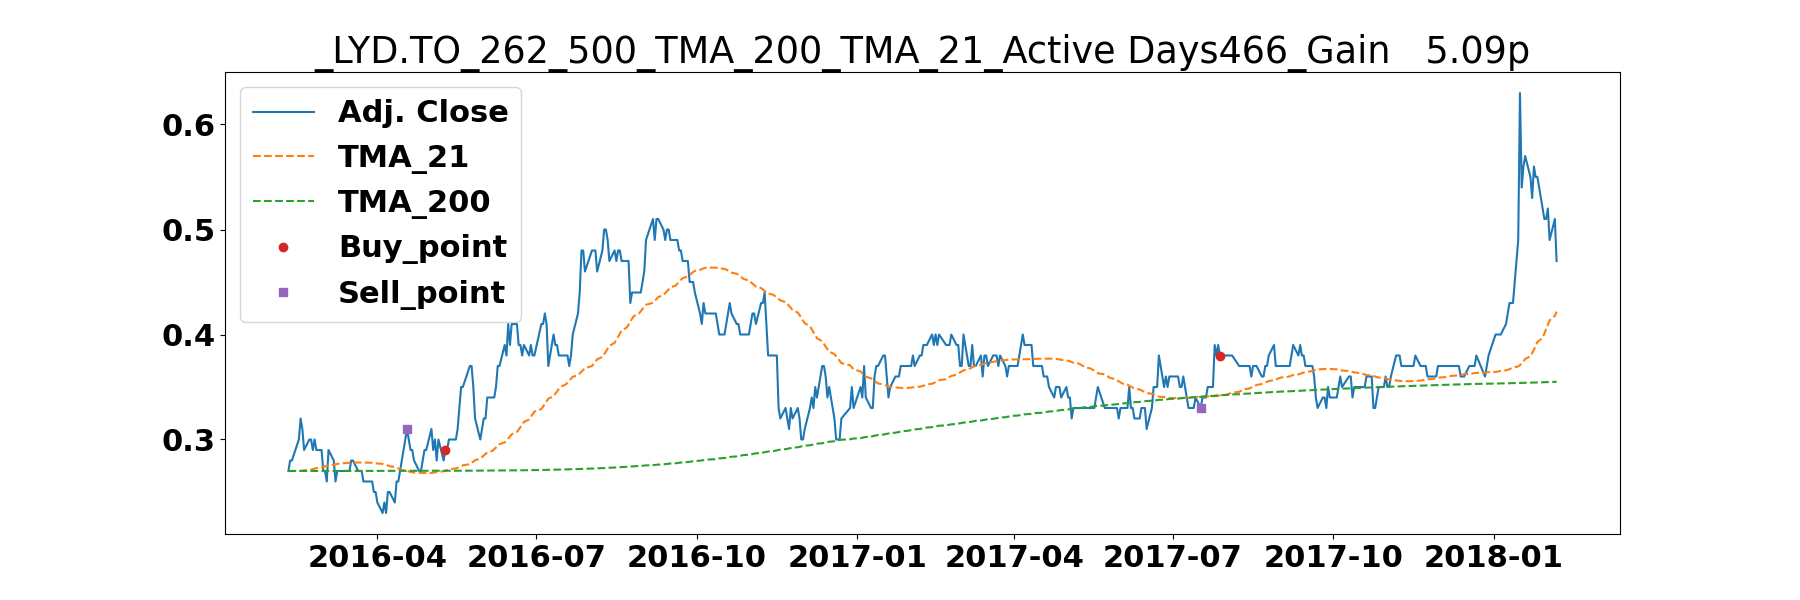 _LYD.TO_262_500_TMA_200_TMA_21_Active Days466_Gain   5.09p
Adj. Close
TMA_21
TMA_200
Buy_point
Sell_point
0.6
0.5
0.4
0.3
2016-04 2016-07 2016-10 2017-01 2017-04 2017-07 2017-10 2018-01